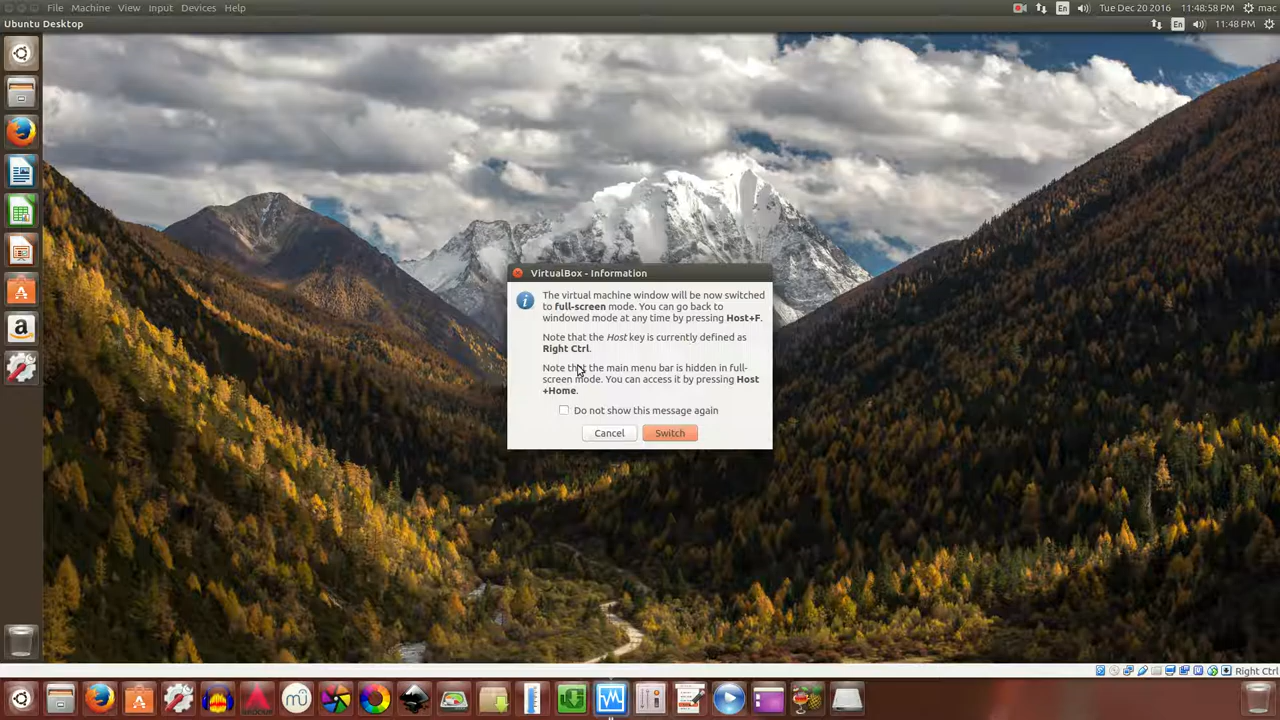 File Machine View Input Devices Help
En Tue Dec 20 2016 11:48:58 PM mac
Ubuntu Desktop
En 11:48 PM
VirtualBox - Information
The virtual machine window will be now switched
to full-screen mode. You can go back to
windowed mode at any time by pressing Host+F.
Note that the Host key is currently defined as
Right Ctrl.
Note that the main menu bar is hidden in full-
screen mode. You can access it by pressing Host
+Home.
Do not show this message again
Cancel Switch
Right Ctrl